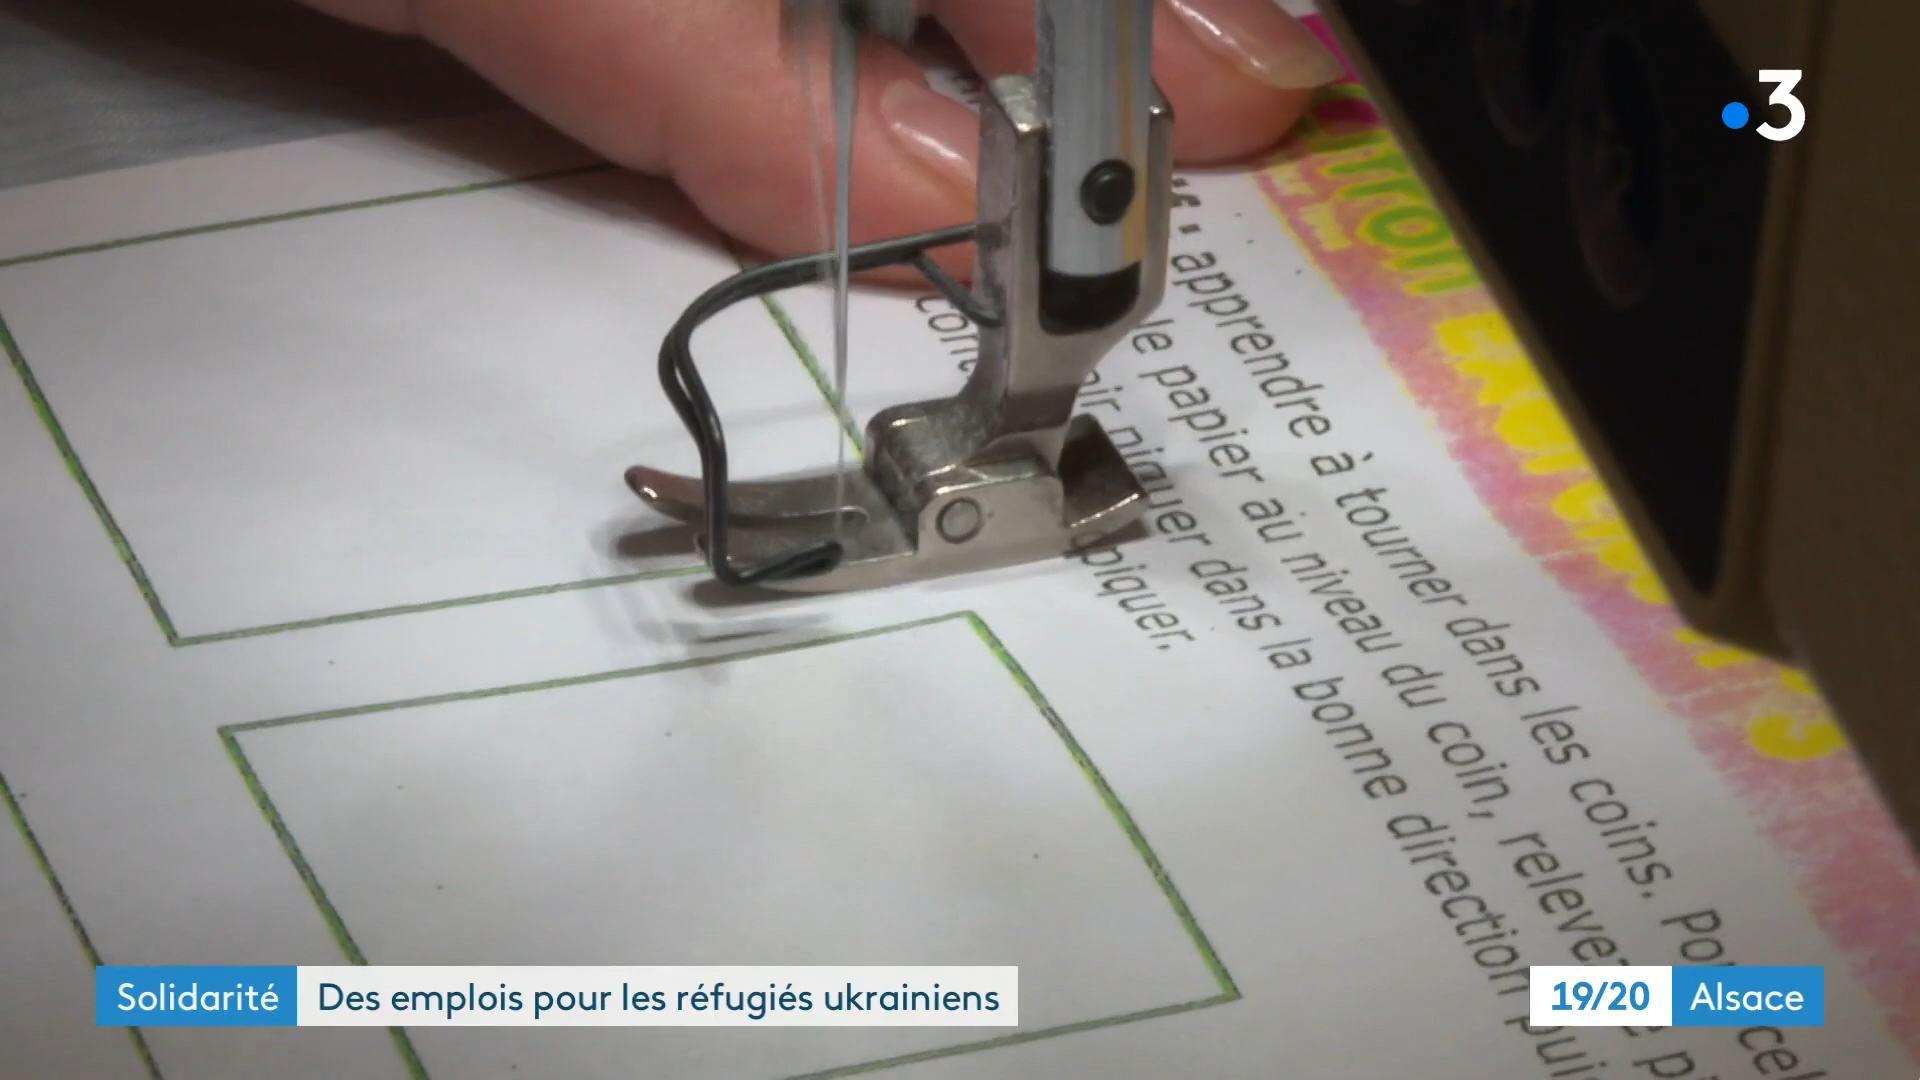 3
apprendre à tourner dans les coins.
le papier au niveau du coin,
piquer dans la bonne direction
piquer.
Solidarité
Des emplois pour les réfugiés ukrainiens
19/20
Alsace